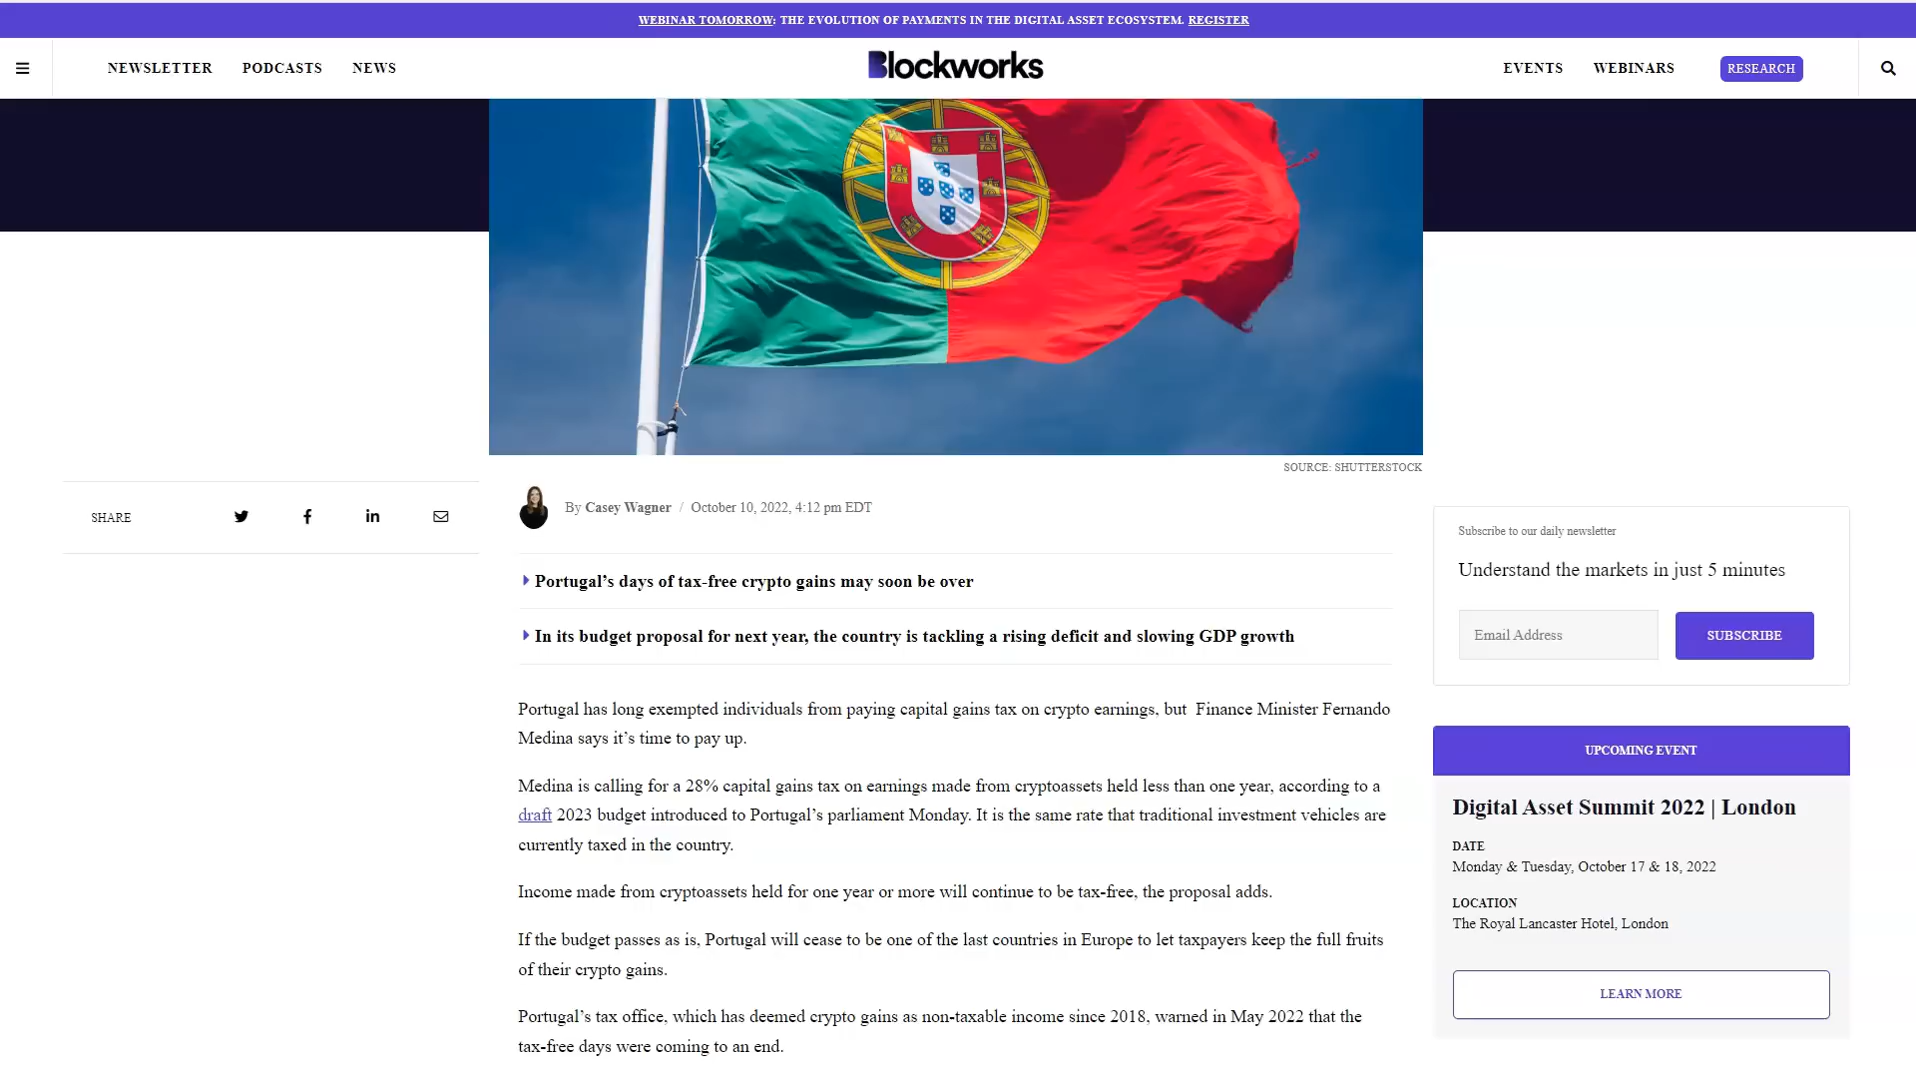 WEBINAR TOMORROW: THE EVOLUTION OF PAYMENTS IN THE DIGITAL ASSET ECOSYSTEM. REGISTER
NEWSLETTER PODCASTS NEWS
Blockworks
EVENTS WEBINARS RESEARCH
SOURCE: SHUTTERSTOCK
SHARE
By Casey Wagner / October 10, 2022, 4:12 pm EDT
Portugal’s days of tax-free crypto gains may soon be over
In its budget proposal for next year, the country is tackling a rising deficit and slowing GDP growth
Portugal has long exempted individuals from paying capital gains tax on crypto earnings, but  Finance Minister Fernando
Medina says it’s time to pay up.
Medina is calling for a 28% capital gains tax on earnings made from cryptoassets held less than one year, according to a
draft 2023 budget introduced to Portugal’s parliament Monday. It is the same rate that traditional investment vehicles are
currently taxed in the country.
Income made from cryptoassets held for one year or more will continue to be tax-free, the proposal adds.
If the budget passes as is, Portugal will cease to be one of the last countries in Europe to let taxpayers keep the full fruits
of their crypto gains.
Portugal’s tax office, which has deemed crypto gains as non-taxable income since 2018, warned in May 2022 that the
tax-free days were coming to an end.
Subscribe to our daily newsletter
Understand the markets in just 5 minutes
Email Address SUBSCRIBE
UPCOMING EVENT
Digital Asset Summit 2022 | London
DATE
Monday & Tuesday, October 17 & 18, 2022
LOCATION
The Royal Lancaster Hotel, London
LEARN MORE